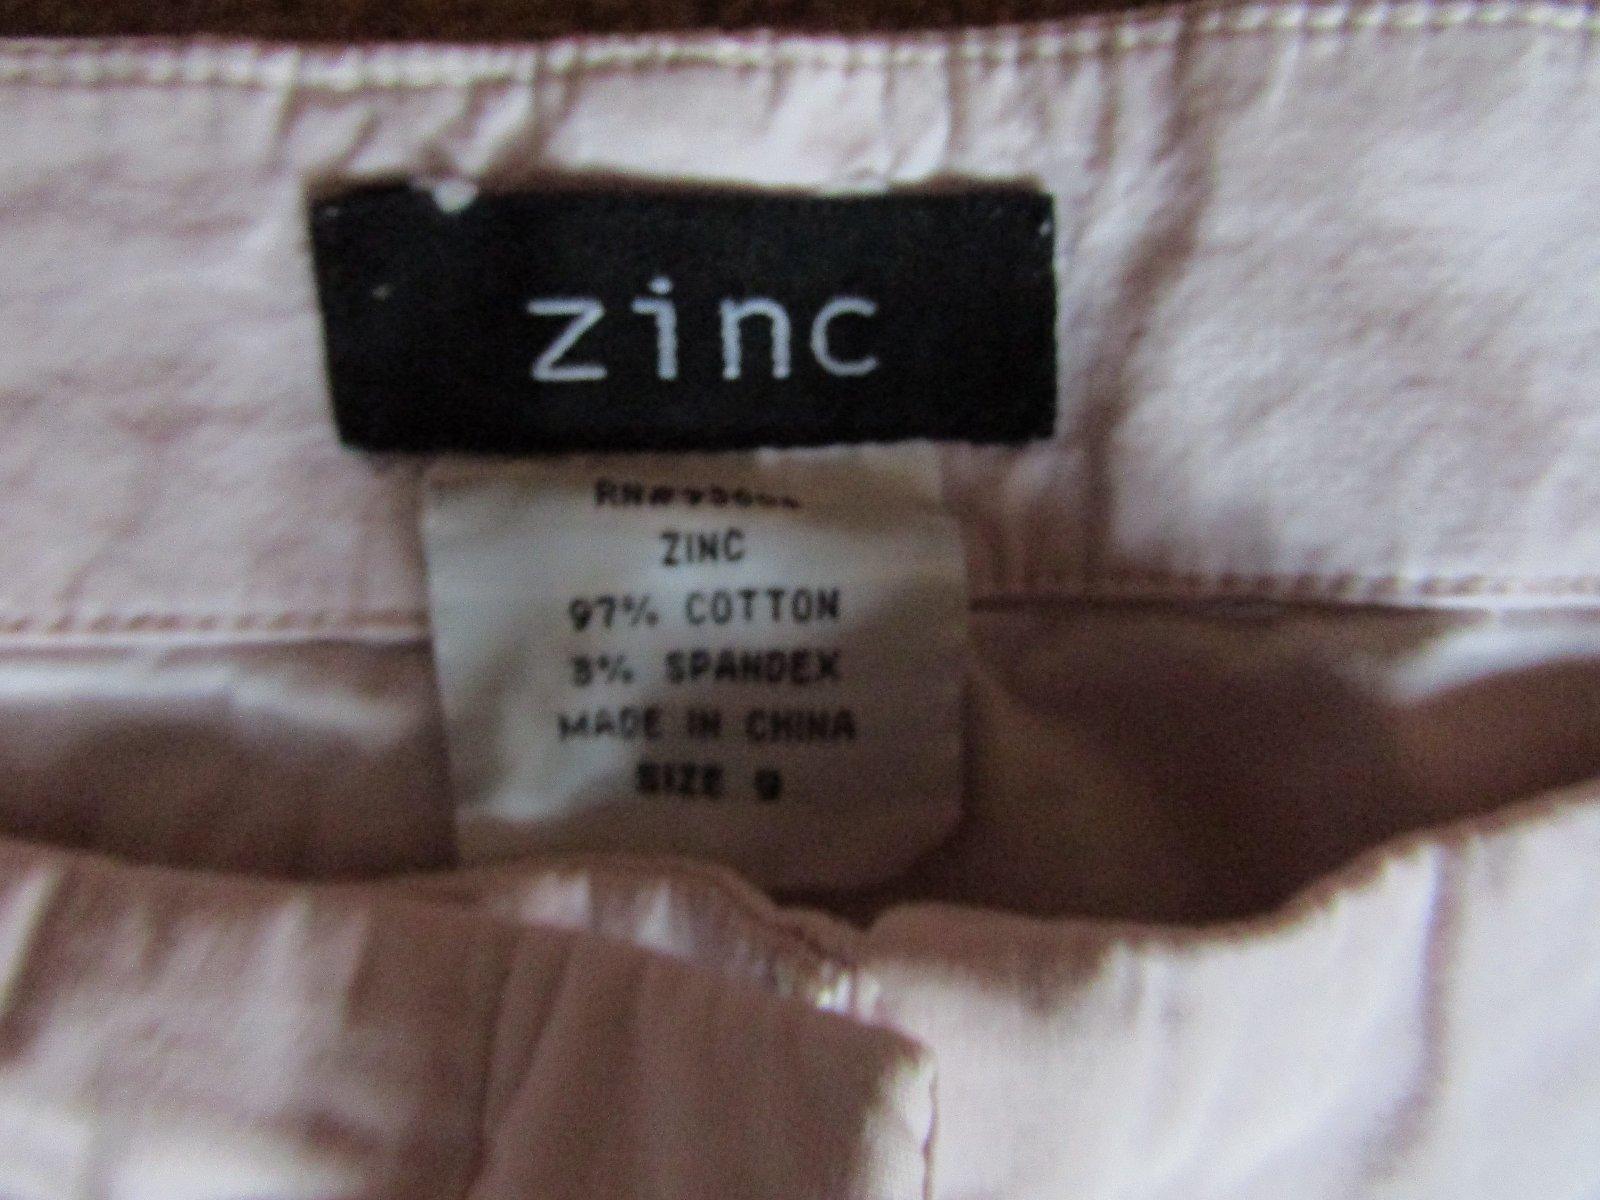 zinc
ZINC
97% COTTON
3% SPANDEX
MADE IN CHINA
SIZE 9